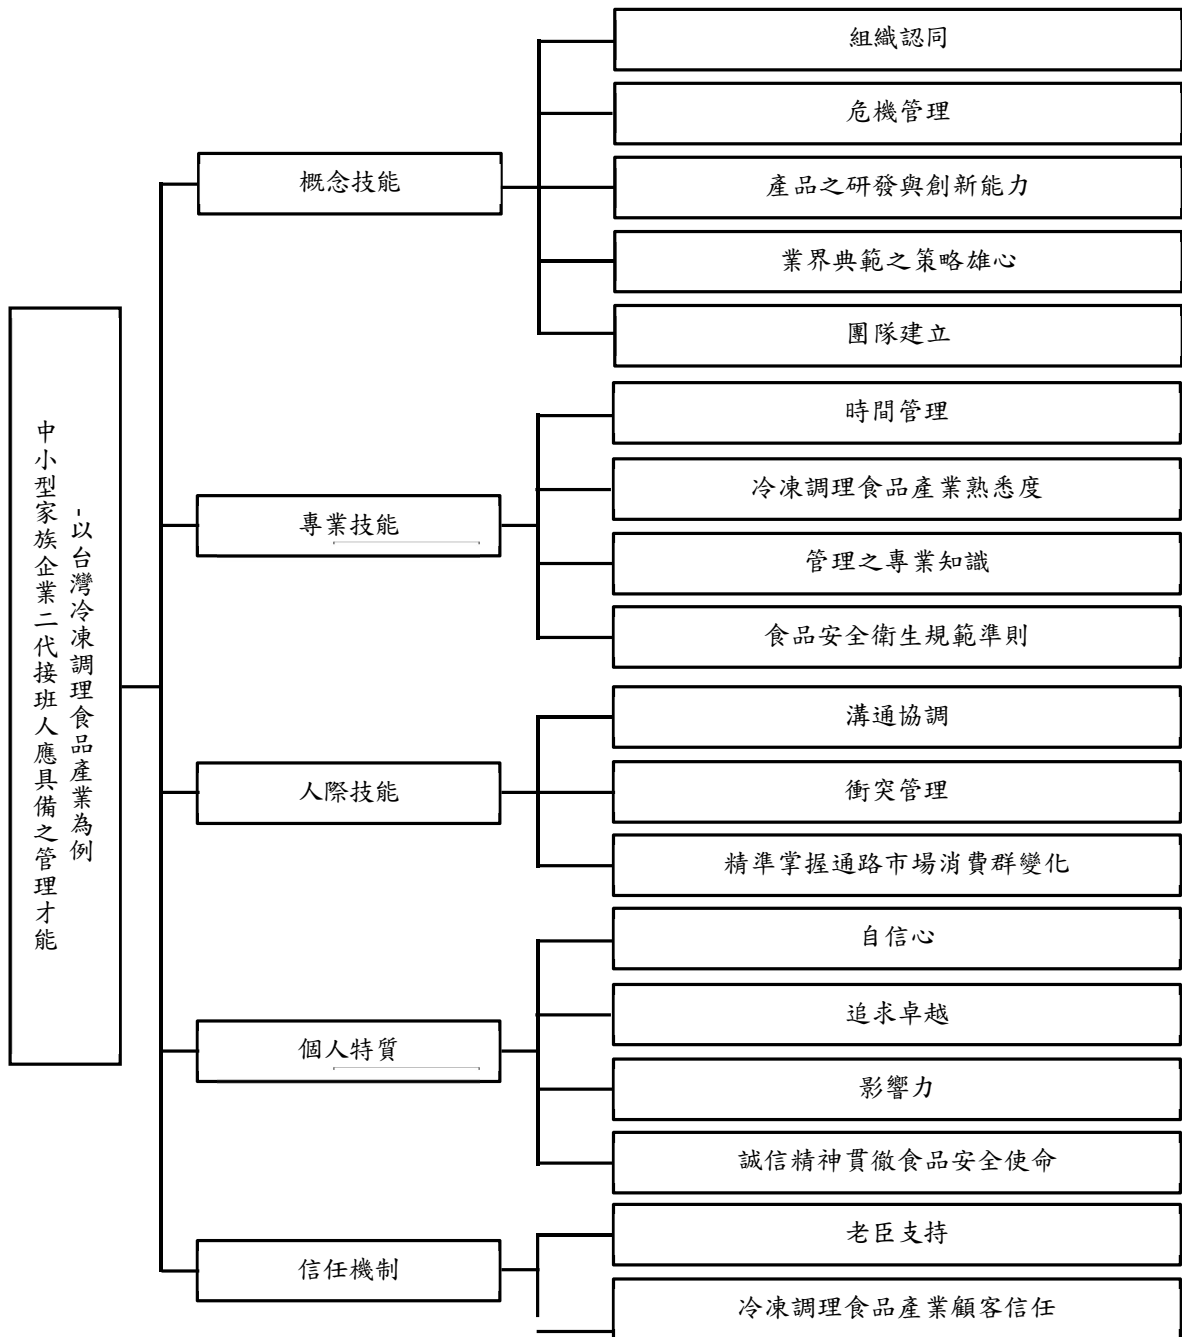 中小型家族企業二代接班人應具備之管理才能
-以台灣冷凍調理食品產業為例
概念技能
組織認同
危機管理
產品之研發與創新能力
業界典範之策略雄心
團隊建立
專業技能
時間管理
冷凍調理食品產業熟悉度
管理之專業知識
食品安全衛生規範準則
人際技能
溝通協調
衝突管理
精準掌握通路市場消費群變化
個人特質
自信心
追求卓越
影響力
誠信精神貫徹食品安全使命
信任機制
老臣支持
冷凍調理食品產業顧客信任